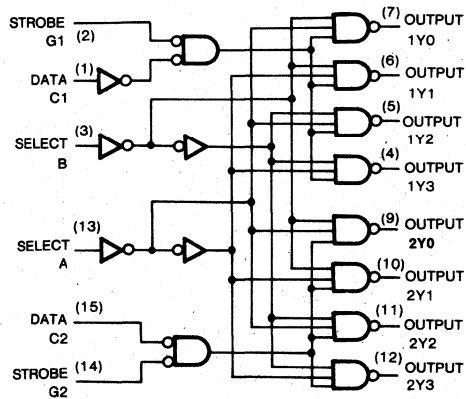 STROBE G1 (2)
DATA C1 (1)
SELECT B (3)
SELECT A (13)
DATA C2 (15)
STROBE G2 (14)
(7) OUTPUT 1Y0
(6) OUTPUT 1Y1
(5) OUTPUT 1Y2
(4) OUTPUT 1Y3
(9) OUTPUT 2Y0
(10) OUTPUT 2Y1
(11) OUTPUT 2Y2
(12) OUTPUT 2Y3